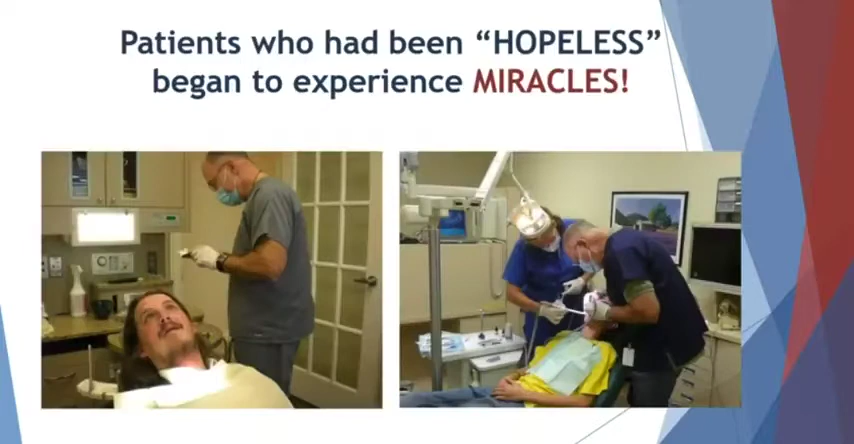 Patients who had been “HOPELESS”
began to experience MIRACLES!